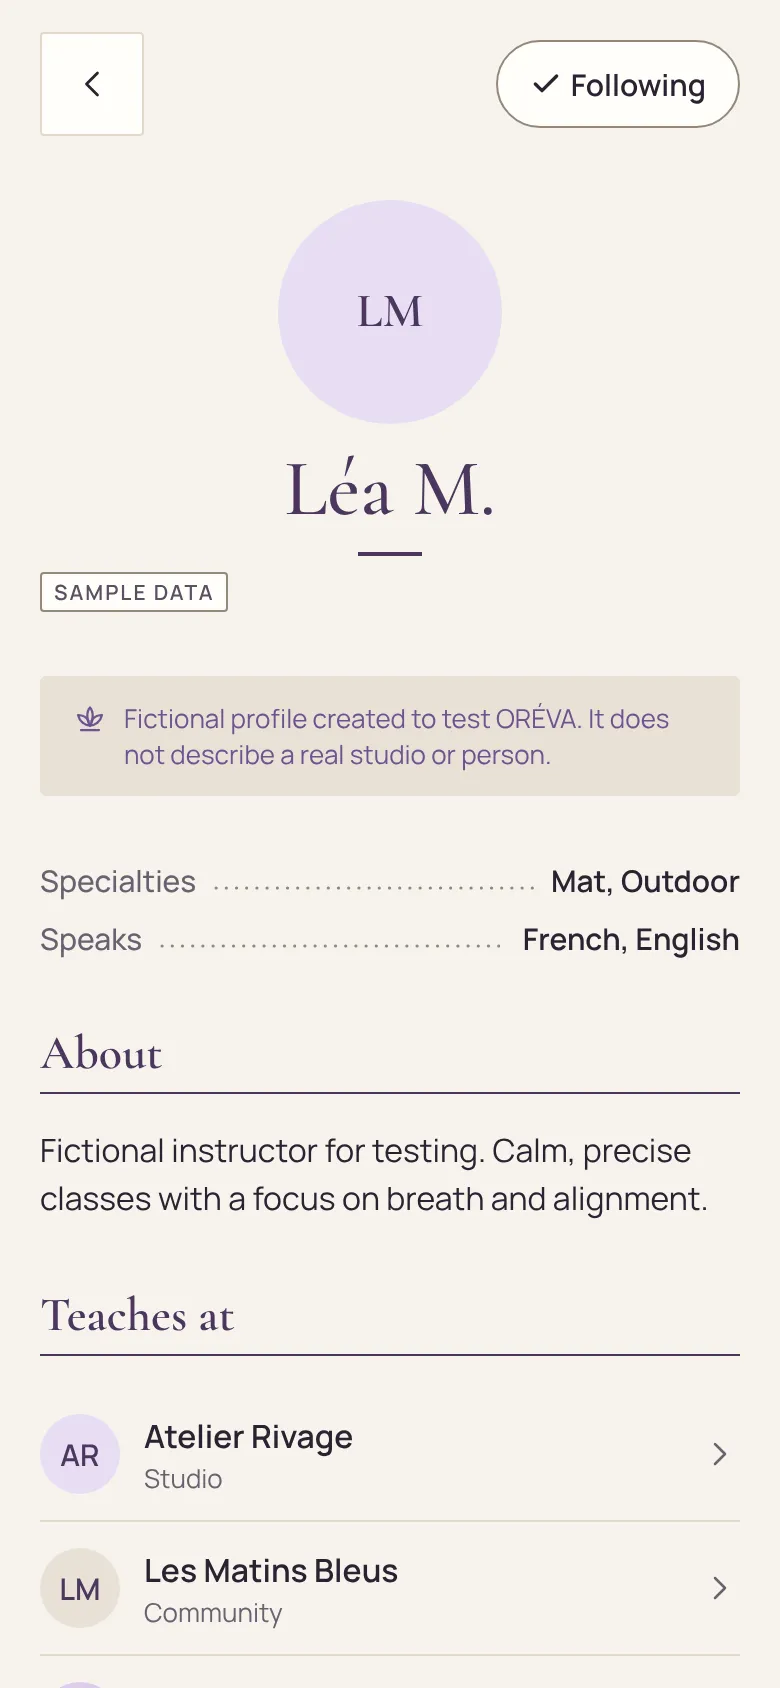 Following
LM
Léa M.
SAMPLE DATA
Fictional profile created to test ORÉVA. It does
not describe a real studio or person.
Specialties ................................. Mat, Outdoor
Speaks ................................... French, English
About
Fictional instructor for testing. Calm, precise
classes with a focus on breath and alignment.
Teaches at
AR
Atelier Rivage
Studio
LM
Les Matins Bleus
Community